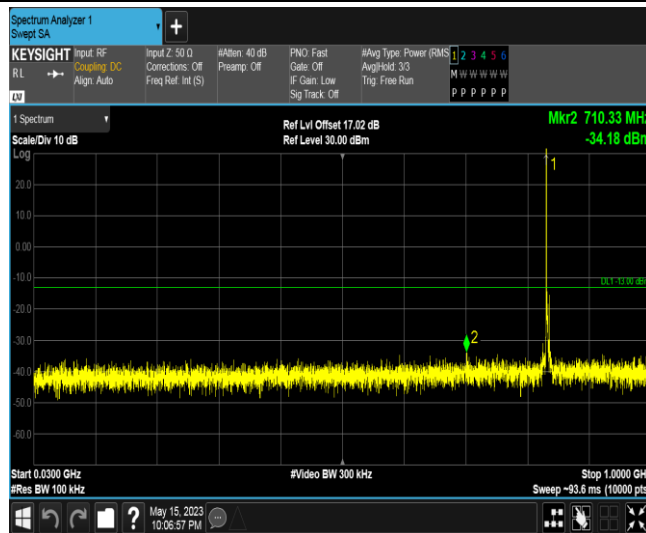 Spectrum Analyzer 1
Swept SA
KEYSIGHT
RL
LXI
Input: RF
Coupling: DC
Align: Auto
Input Z: 50 Ω
Corrections: Off
Freq Ref: Int (S)
#Atten: 40 dB
Preamp: Off
PNO: Fast
Gate: Off
IF Gain: Low
Sig Track: Off
#Avg Type: Power (RMS
Avg|Hold: 3/3
Trig: Free Run
1 2 3 4 5 6
M W W W W W
P P P P P P
1 Spectrum
Scale/Div 10 dB
Ref Lvl Offset 17.02 dB
Ref Level 30.00 dBm
Mkr2 710.33 MHz
-34.18 dBm
Log
1
20.0
10.0
0.00
-10.0
DL1 -13.00 dBm
-20.0
-30.0
2
-40.0
-50.0
-60.0
Start 0.0300 GHz
#Res BW 100 kHz
#Video BW 300 kHz
Stop 1.0000 GH
Sweep ~93.6 ms (10000 pts
?
May 15, 2023
10:06:57 PM